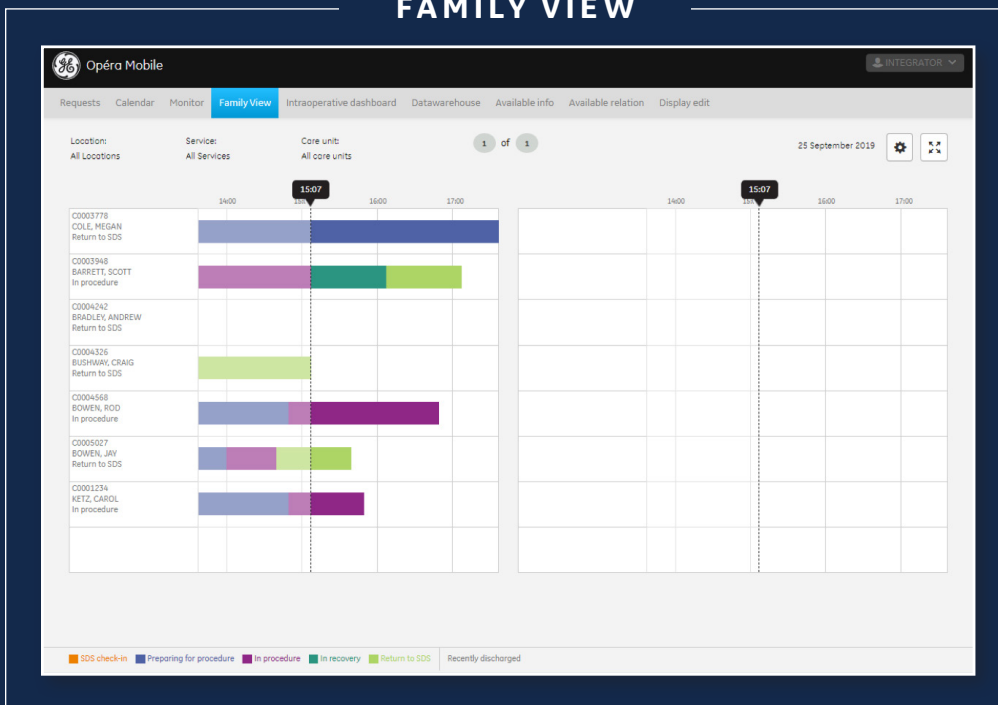 FAMILY VIEW
Opéra Mobile
INTEGRATOR
Requests Calendar Monitor Family View Intraoperative dashboard Datawarehouse Available info Available relation Display edit
Location: Service: Care unit: 1 of 1 25 September 2019
All Locations All Services All care units
15:07 15:07
14:00 16:00 17:00 14:00 16:00 17:00
C0003778
COLE, MEGAN
Return to SDS
C0003948
BARRETT, SCOTT
In procedure
C0004242
BRADLEY, ANDREW
Return to SDS
C0004326
BUSHWAY, CRAIG
Return to SDS
C0004568
BOWEN, ROD
In procedure
C0005027
BOWEN, JAY
Return to SDS
C0001234
KETZ, CAROL
In procedure
SDS check-in Preparing for procedure In procedure In recovery Return to SDS Recently discharged